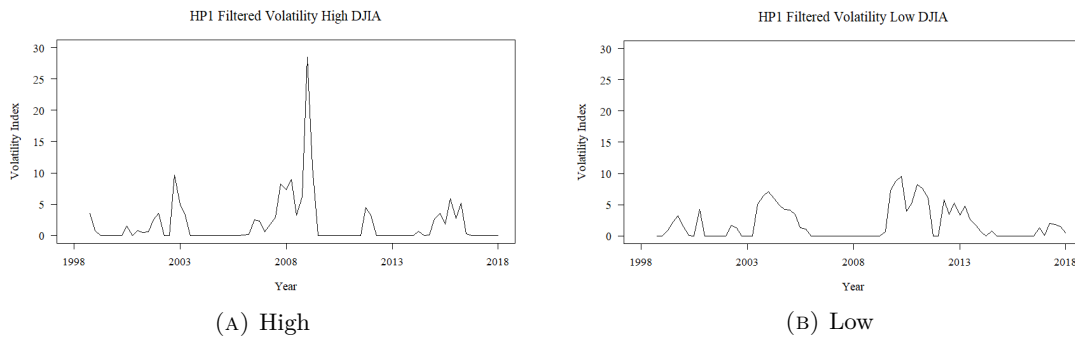 HP1 Filtered Volatility High DJIA
30
25
20
15
10
5
0
Volatility Index
1998 2003 2008 2013 2018
Year
(A) High
HP1 Filtered Volatility Low DJIA
30
25
20
15
10
5
0
Volatility Index
1998 2003 2008 2013 2018
Year
(B) Low